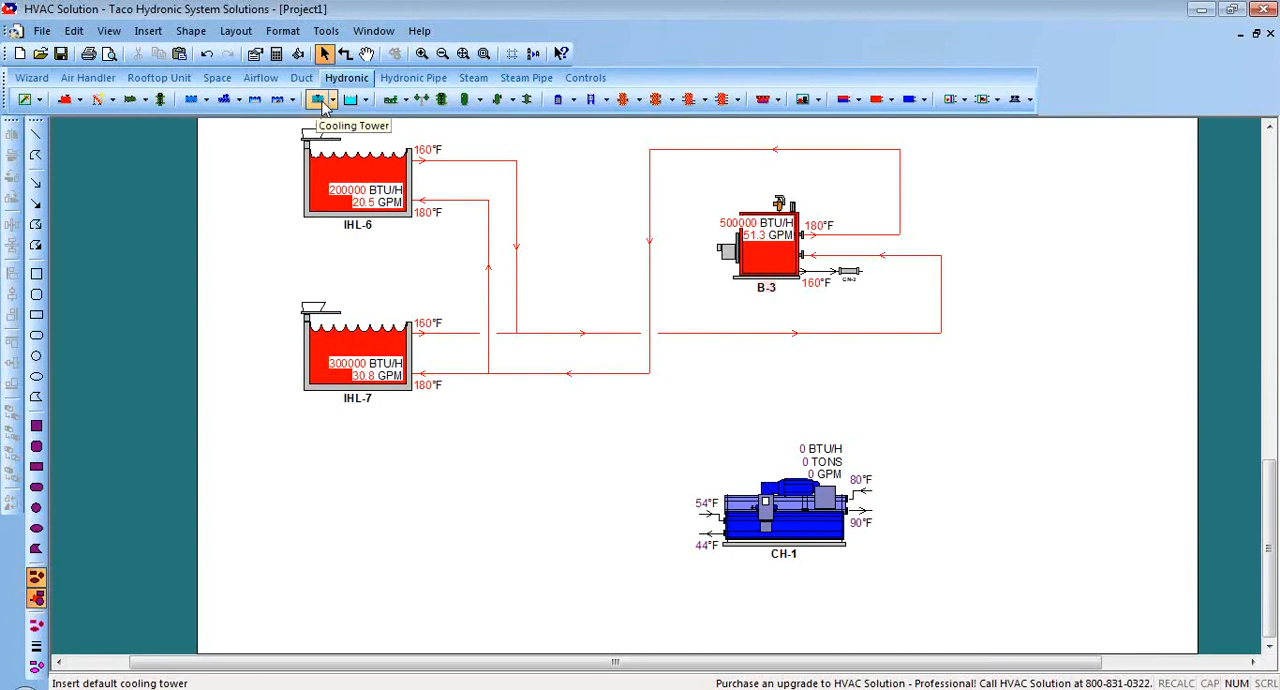 HVAC Solution - Taco Hydronic System Solutions - [Project1]
File Edit View Insert Shape Layout Format Tools Window Help
Wizard Air Handler Rooftop Unit Space Airflow Duct Hydronic Hydronic Pipe Steam Steam Pipe Controls
Cooling Tower
160°F
200000 BTU/H
20.5 GPM
180°F
IHL-6
500000 BTU/H
51.3 GPM
180°F
160°F
B-3
160°F
300000 BTU/H
30.8 GPM
180°F
IHL-7
0 BTU/H
0 TONS
0 GPM
80°F
54°F
90°F
44°F
CH-1
Insert default cooling tower
Purchase an upgrade to HVAC Solution - Professional! Call HVAC Solution at 800-831-0322. RECALC CAP NUM SCRL